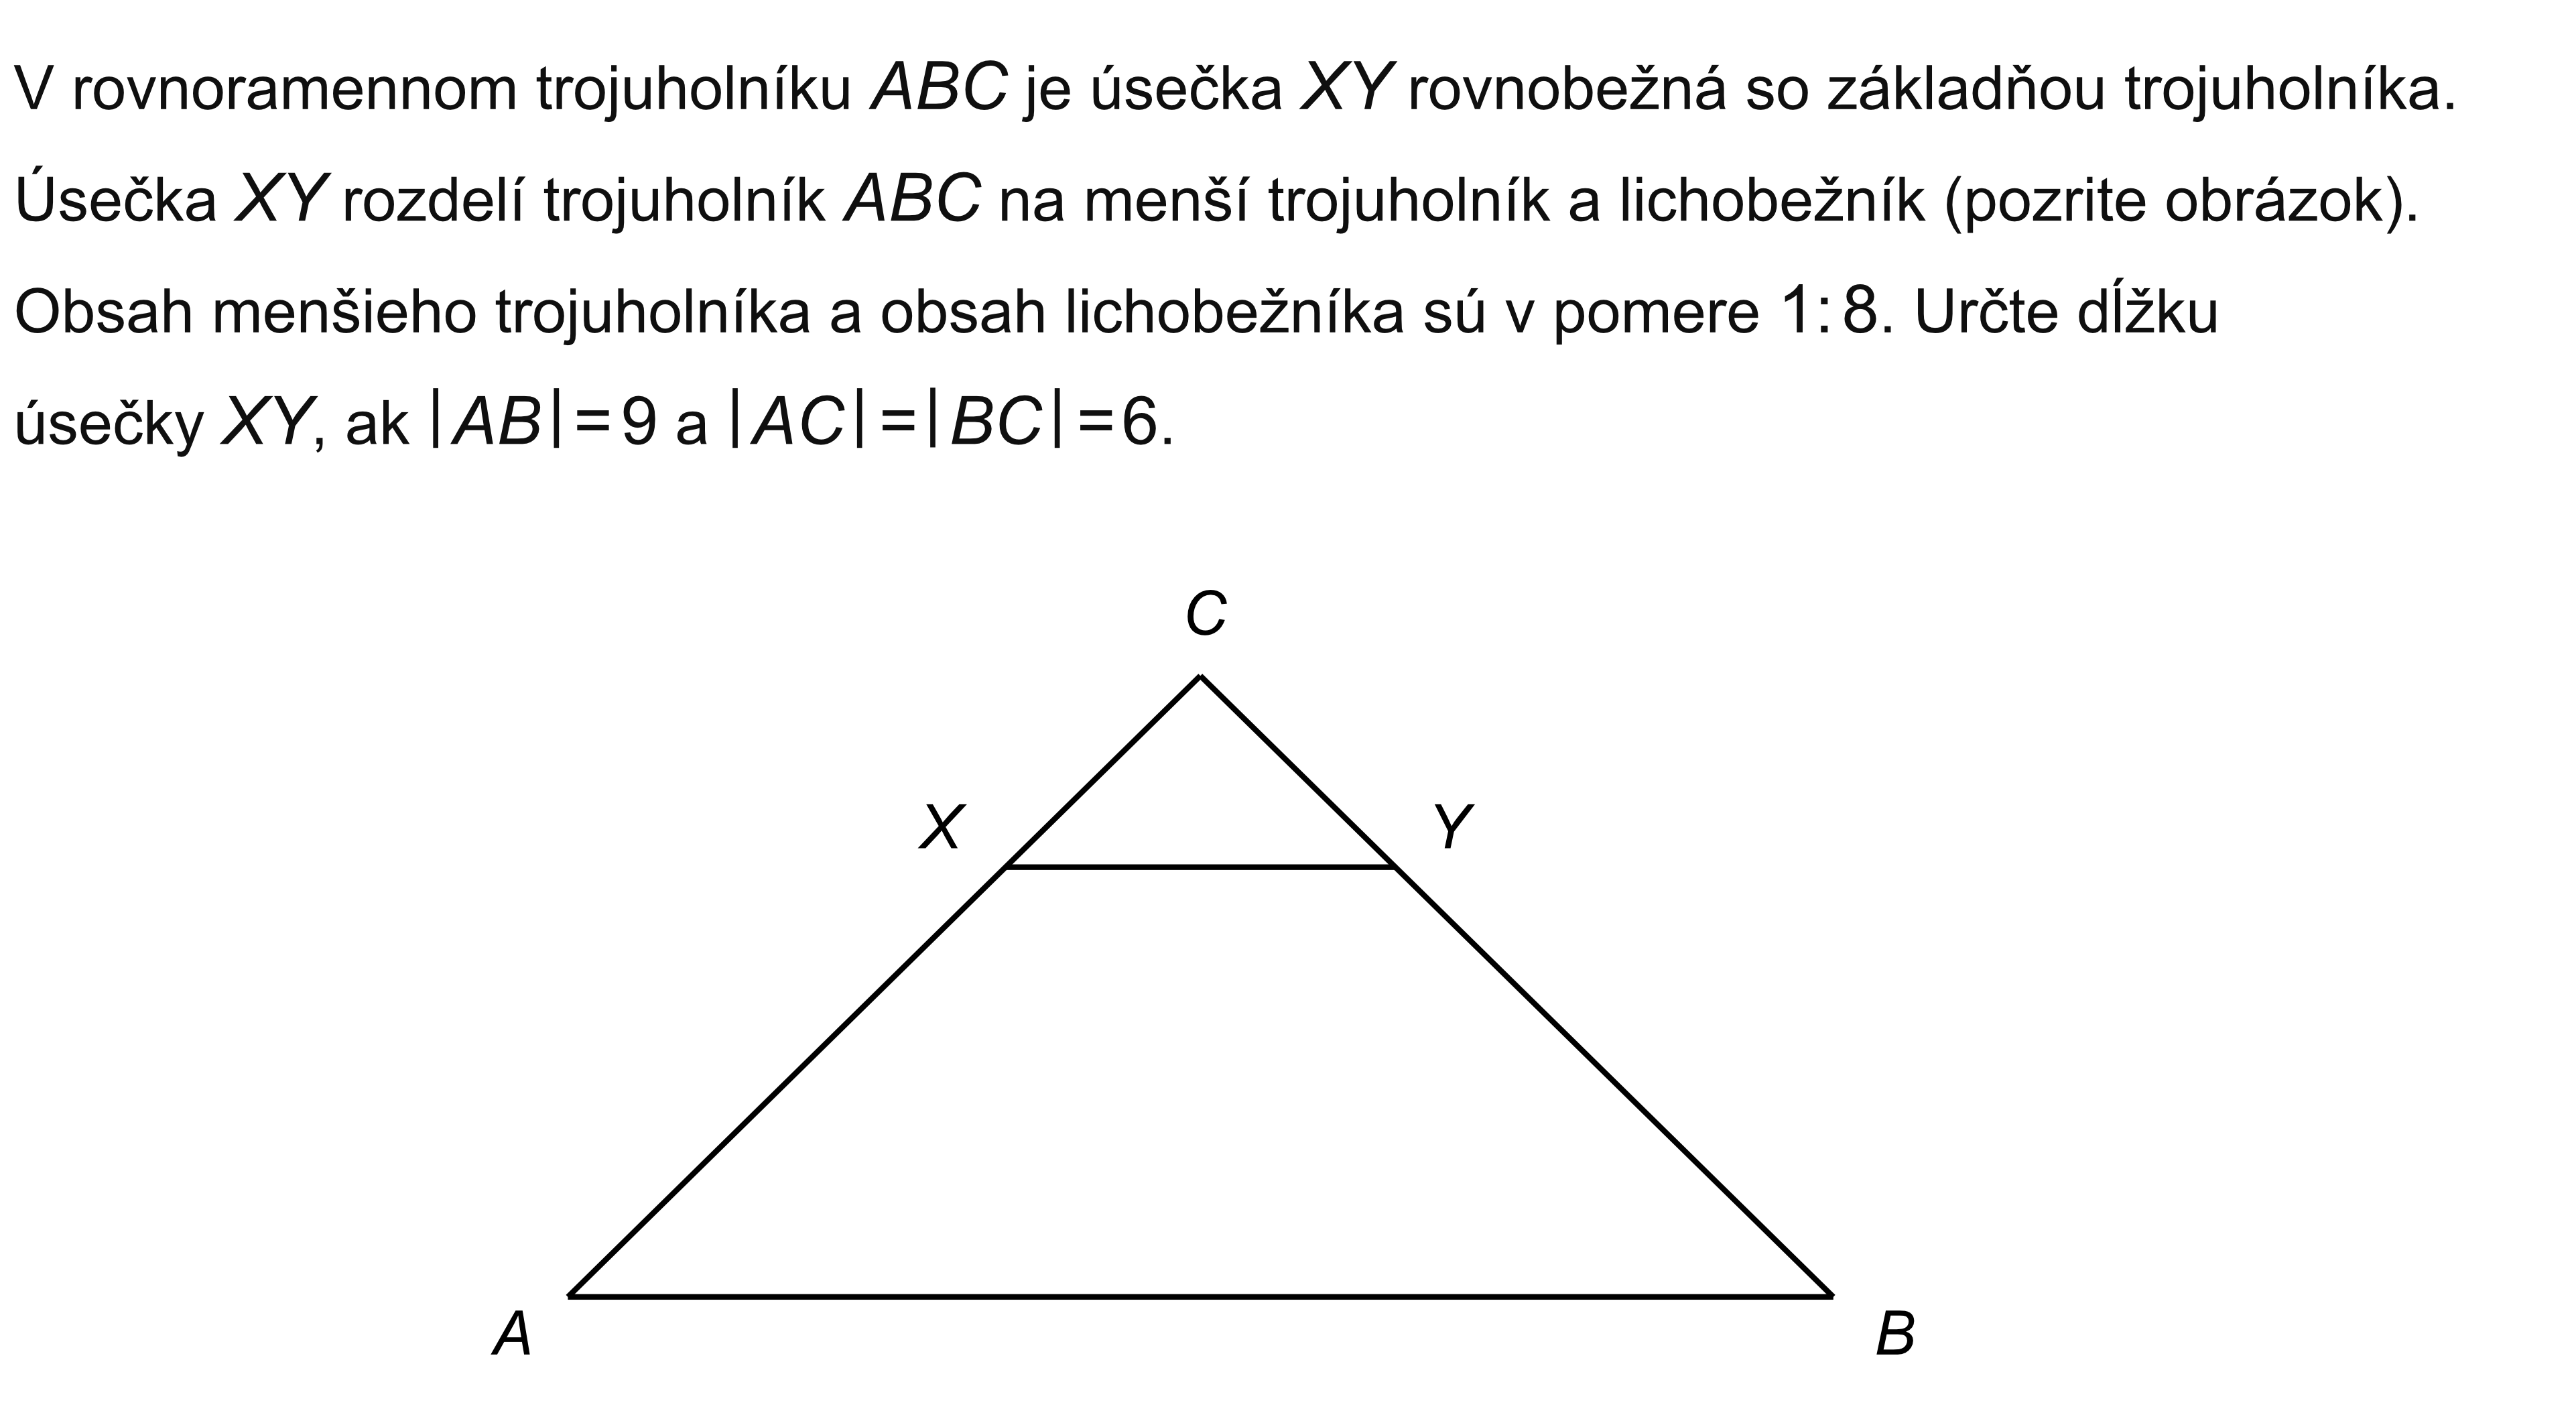 V rovnoramennom trojuholníku ABC je úsečka XY rovnobežná so základňou trojuholníka.
Úsečka XY rozdelí trojuholník ABC na menší trojuholník a lichobežník (pozrite obrázok).
Obsah menšieho trojuholníka a obsah lichobežníka sú v pomere 1:8. Určte dĺžku
úsečky XY, ak |AB|=9 a |AC|=|BC|=6.
C
X Y
A B